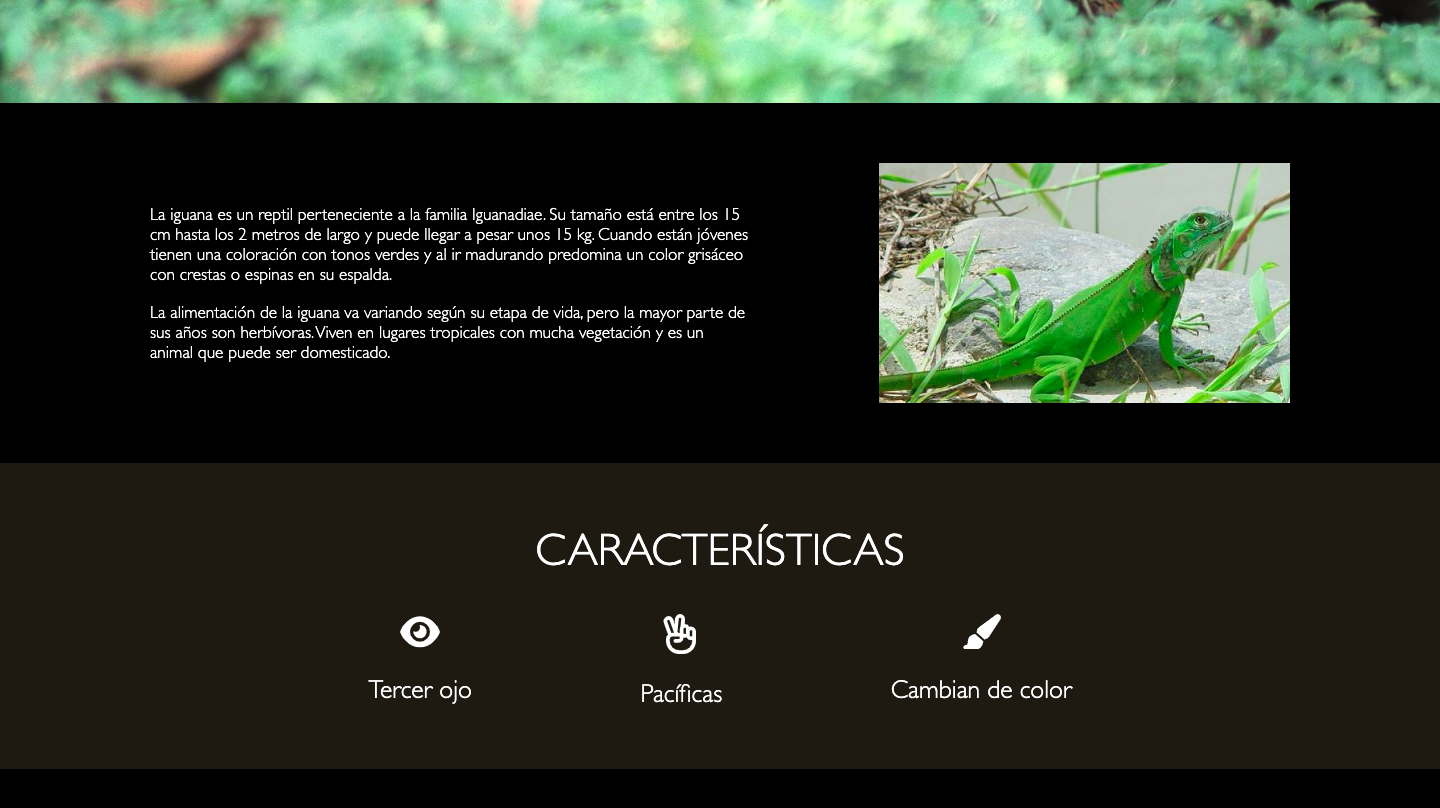 La iguana es un reptil perteneciente a la familia Iguanadiae. Su tamaño está entre los 15
cm hasta los 2 metros de largo y puede llegar a pesar unos 15 kg. Cuando están jóvenes
tienen una coloración con tonos verdes y al ir madurando predomina un color grisáceo
con crestas o espinas en su espalda.
La alimentación de la iguana va variando según su etapa de vida, pero la mayor parte de
sus años son herbívoras. Viven en lugares tropicales con mucha vegetación y es un
animal que puede ser domesticado.
CARACTERÍSTICAS
Tercer ojo
Pacíficas
Cambian de color